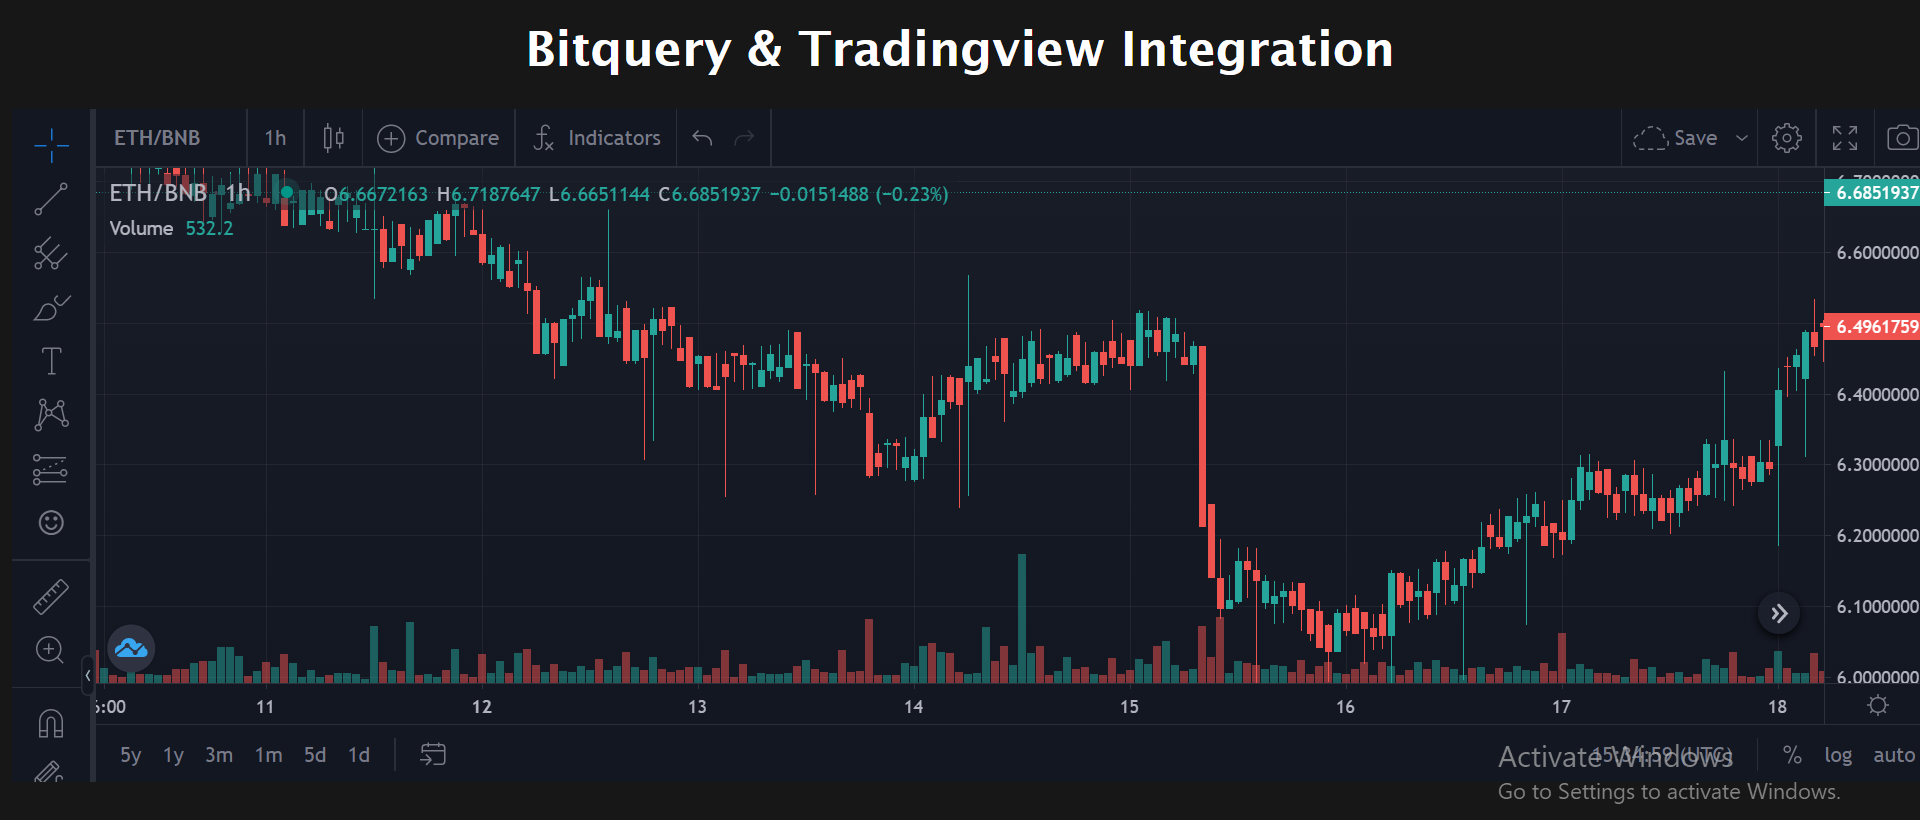 Bitquery & Tradingview Integration
ETH/BNB 1h Compare Indicators Save
ETH/BNB 1h O6.6672163 H6.7187647 L6.6651144 C6.6851937 −0.0151488 (−0.23%)
Volume 532.2
6.7000000
6.6851937
6.6000000
6.4961759
6.4000000
6.3000000
6.2000000
6.1000000
6.0000000
11 12 13 14 15 16 17 18
5y 1y 3m 1m 5d 1d 15:34:59 (UTC) % log auto
Activate Windows
Go to Settings to activate Windows.